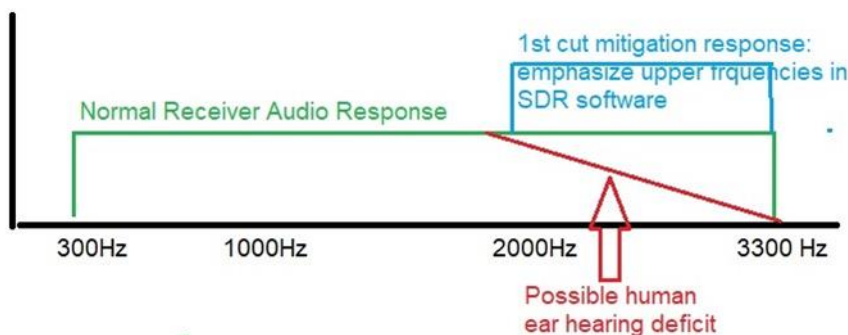 1st cut mitigation response:
emphasize upper frquencies in
SDR software
Normal Receiver Audio Response
300Hz
1000Hz
2000Hz
3300 Hz
Possible human
ear hearing deficit